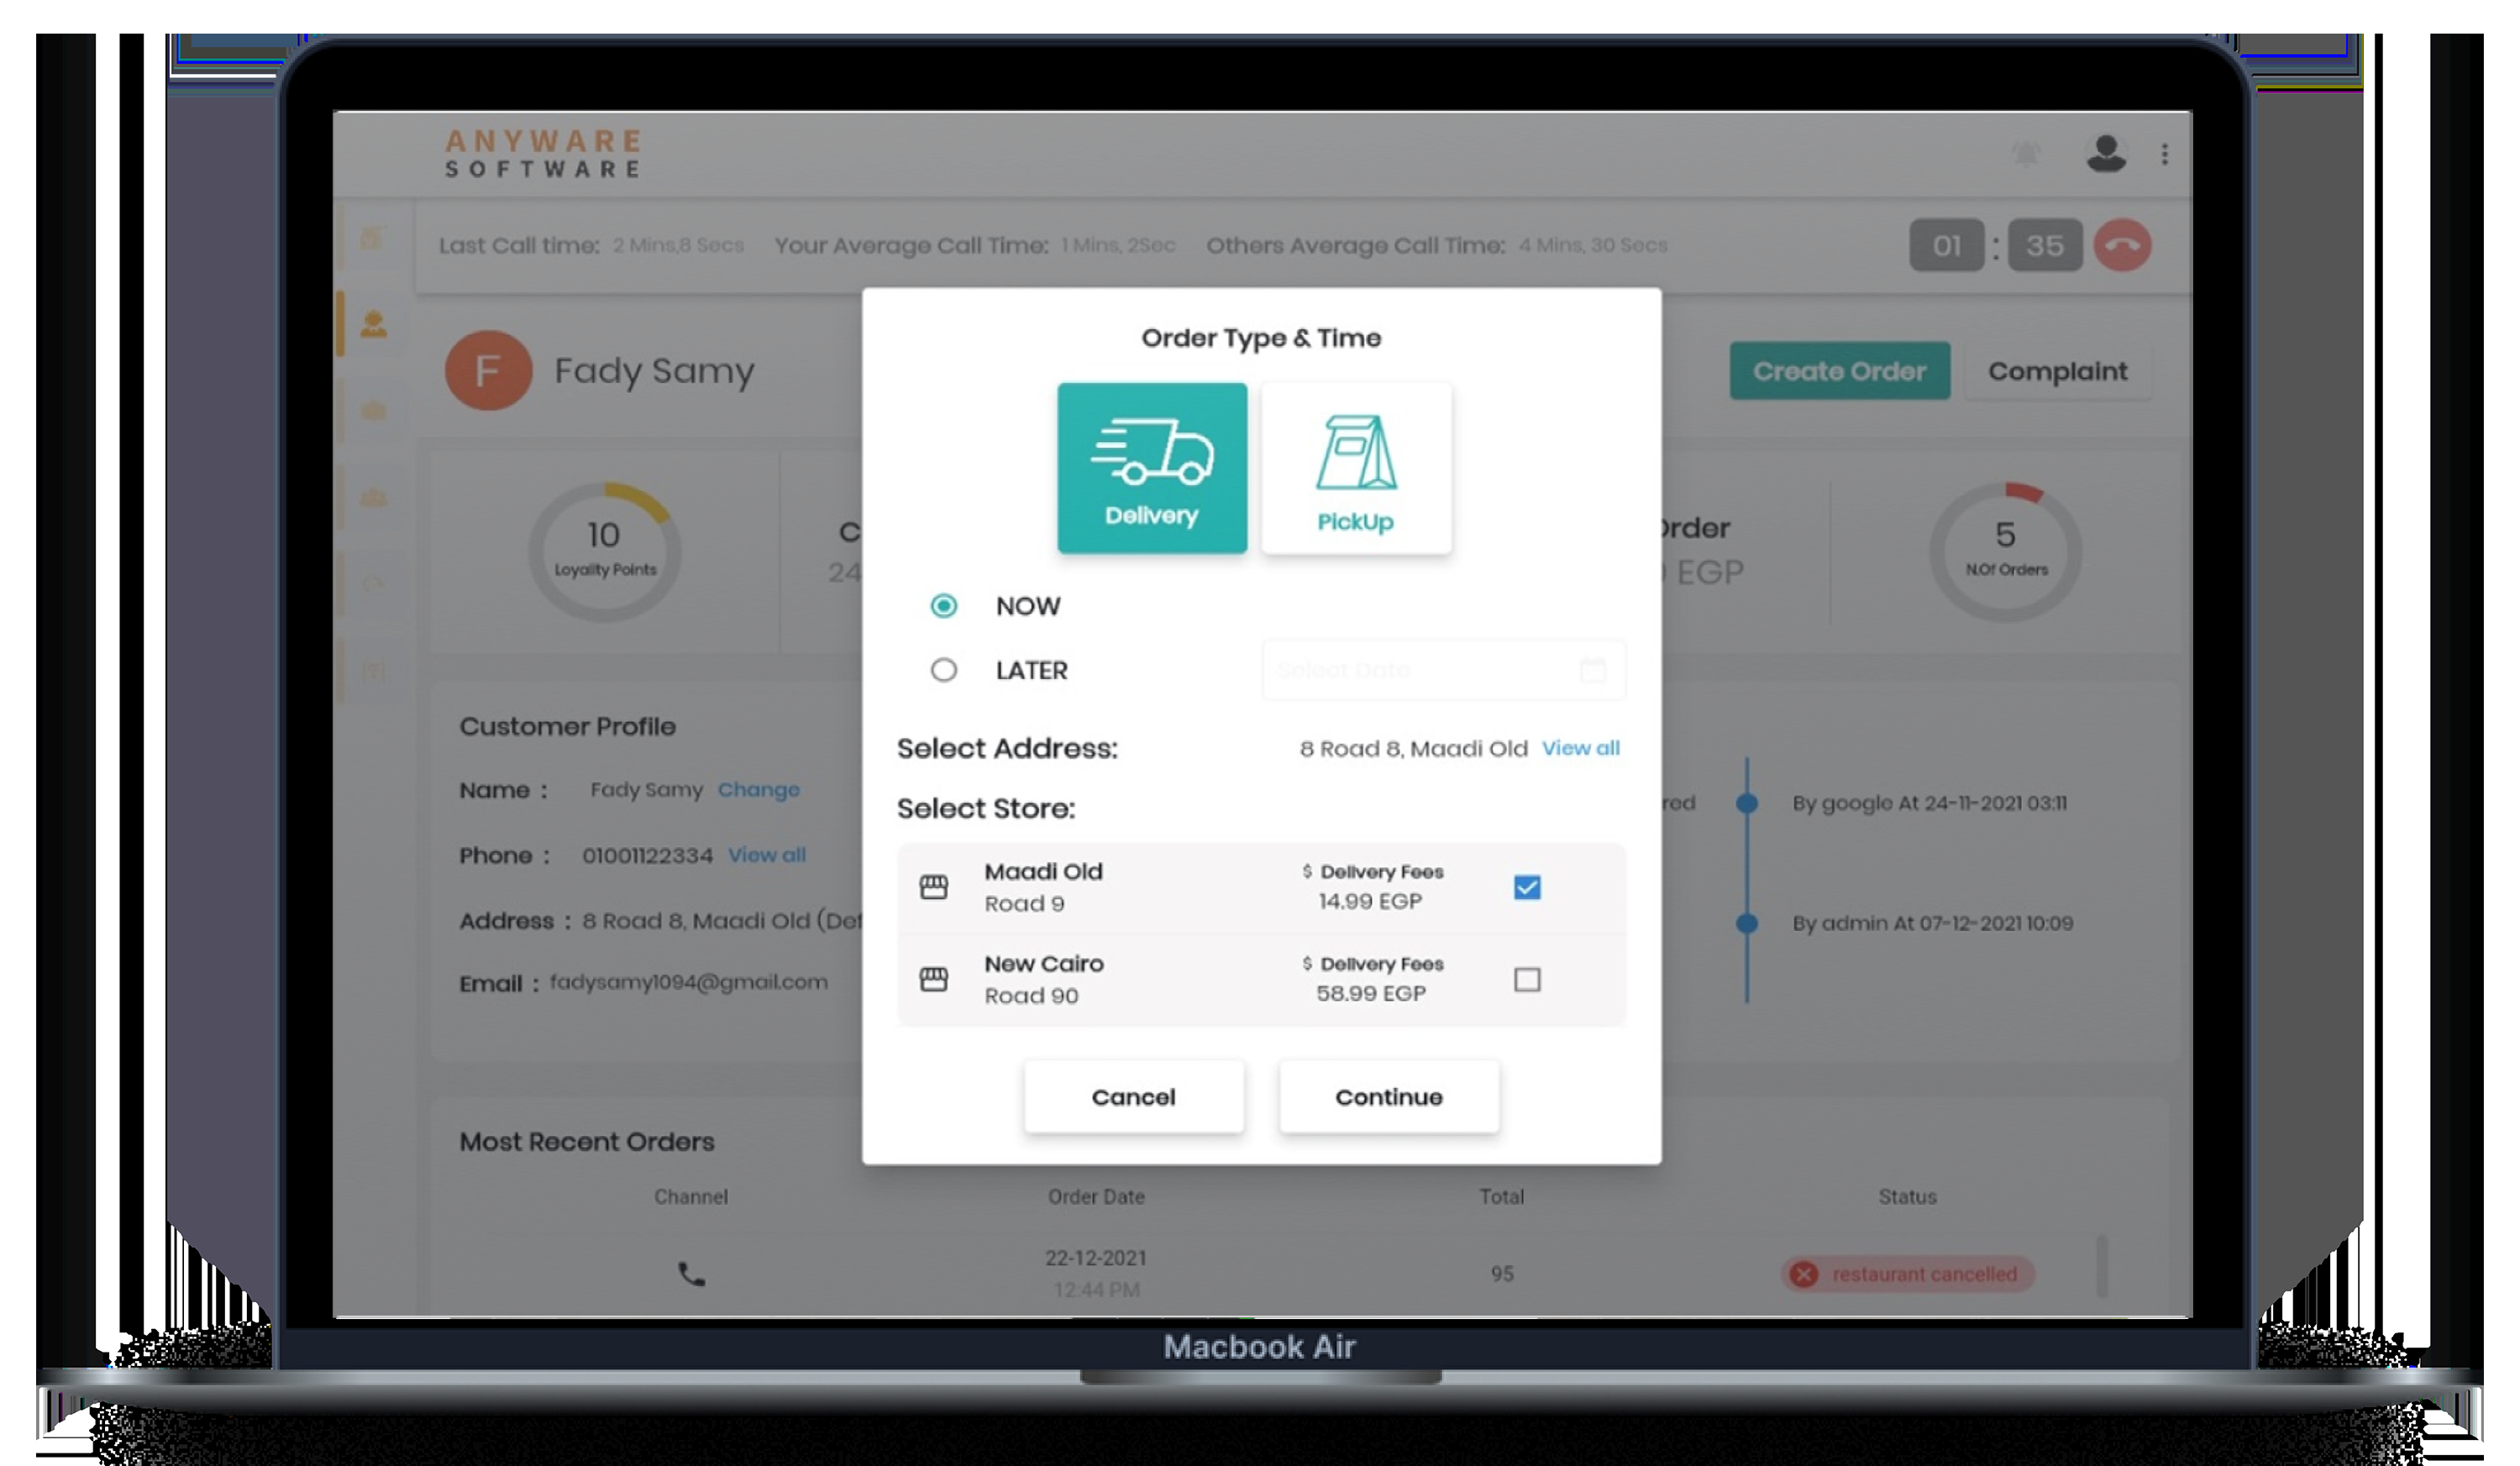 ANYWARE
SOFTWARE
Last Call time: 2 Mins,8 Secs Your Average Call Time: 1 Mins, 2Sec Others Average Call Time: 4 Mins, 30 Secs 01 : 35
F Fady Samy
Create Order Complaint
10
Loyality Points
C
24
Order
EGP
5
N.Of Orders
Order Type & Time
Delivery
PickUp
NOW
LATER Select Date
Select Address: 8 Road 8, Maadi Old View all
Select Store:
Maadi Old $ Delivery Fees
Road 9 14.99 EGP
New Cairo $ Delivery Fees
Road 90 58.99 EGP
Cancel Continue
Customer Profile
Name : Fady Samy Change
Phone : 01001122334 View all
Address : 8 Road 8, Maadi Old (Def
Email : fadysamy1094@gmail.com
red By google At 24-11-2021 03:11
By admin At 07-12-2021 10:09
Most Recent Orders
Channel Order Date Total Status
22-12-2021
12:44 PM
95 restaurant cancelled
Macbook Air